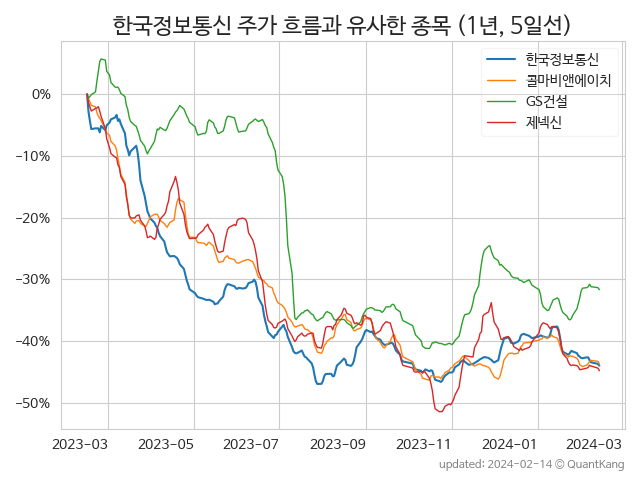 한국정보통신 주가 흐름과 유사한 종목 (1년, 5일선)
한국정보통신
콜마비앤에이치
GS건설
제넥신
0%
−10%
−20%
−30%
−40%
−50%
2023-03 2023-05 2023-07 2023-09 2023-11 2024-01 2024-03
updated: 2024-02-14 © QuantKang